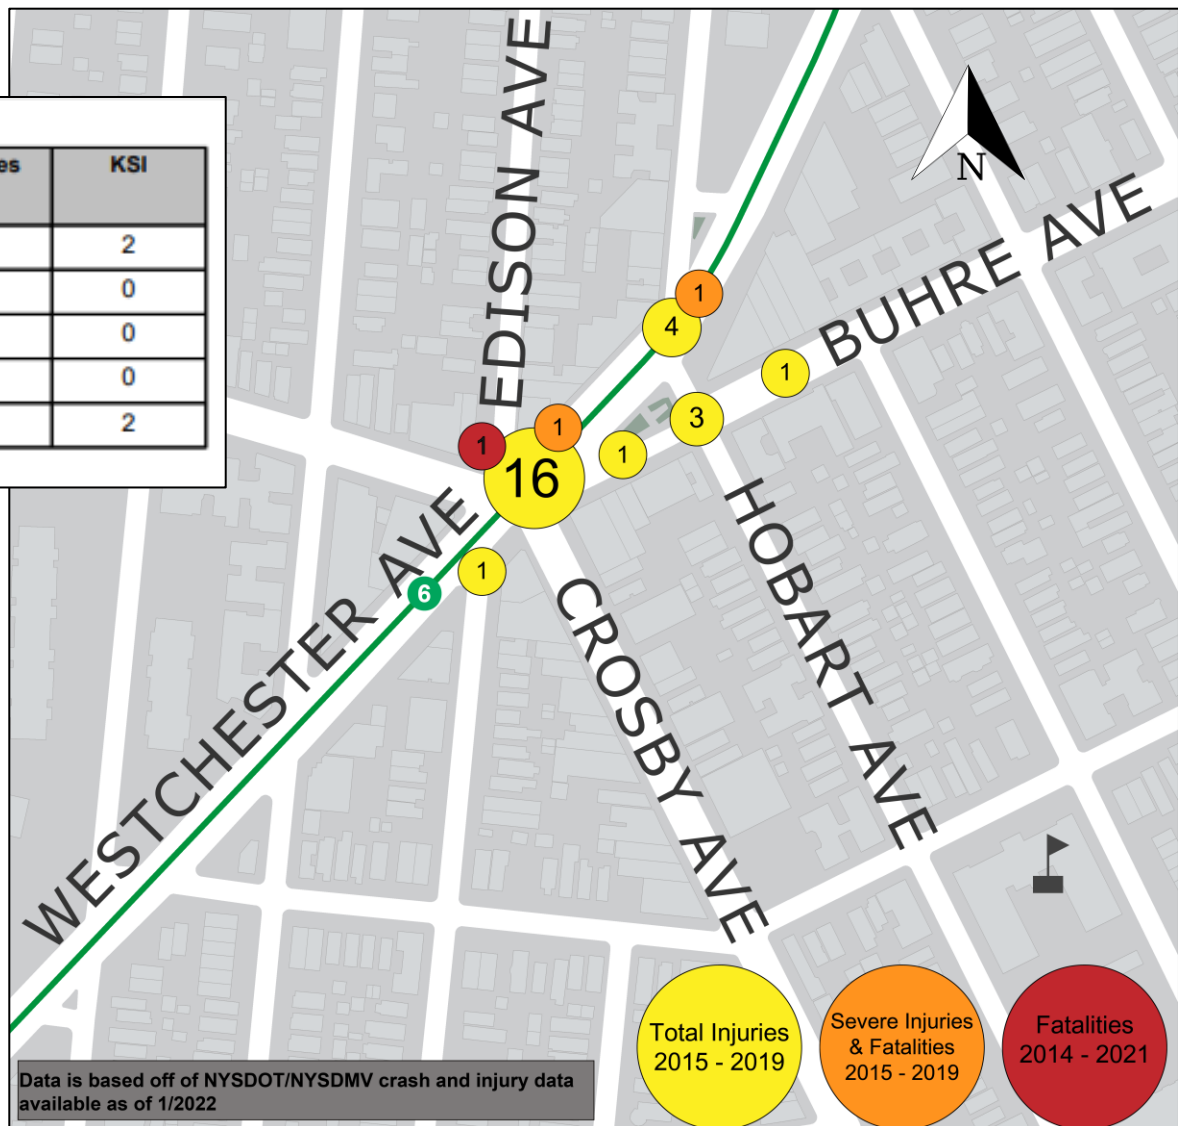 es KSI
2
0
0
0
2
N
EDISON AVE
BUHRE AVE
1
4
1
3
1
1
1
16
1
6
WESTCHESTER AVE
CROSBY AVE
HOBART AVE
Total Injuries
2015 - 2019
Severe Injuries
& Fatalities
2015 - 2019
Fatalities
2014 - 2021
Data is based off of NYSDOT/NYSDMV crash and injury data
available as of 1/2022